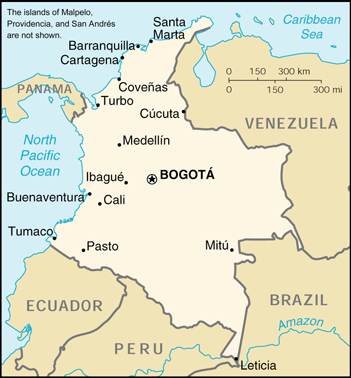 The islands of Malpelo,
Providencia, and San Andrés
are not shown.
Santa
Marta
Caribbean
Sea
Barranquilla
Cartagena
0 150 300 km
0 150 300 mi
Coveñas
PANAMA
Turbo
Cúcuta
VENEZUELA
North
Pacific
Ocean
Medellín
Ibagué
BOGOTÁ
Buenaventura
Cali
Tumaco
Pasto
Mitú
ECUADOR
BRAZIL
Amazon
PERU
Leticia